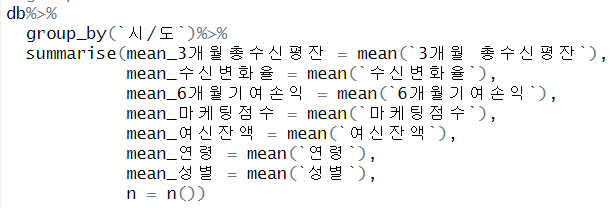 db%>%
  group_by(`시/도`)%>%
  summarise(mean_3개월총수신평잔 = mean(`3개월 총수신평잔`),
            mean_수신변화율 = mean(`수신변화율`),
            mean_6개월기여손익 = mean(`6개월기여손익`),
            mean_마케팅점수 = mean(`마케팅점수`),
            mean_여신잔액 = mean(`여신잔액`),
            mean_연령 = mean(`연령`),
            mean_성별 = mean(`성별`),
            n = n())